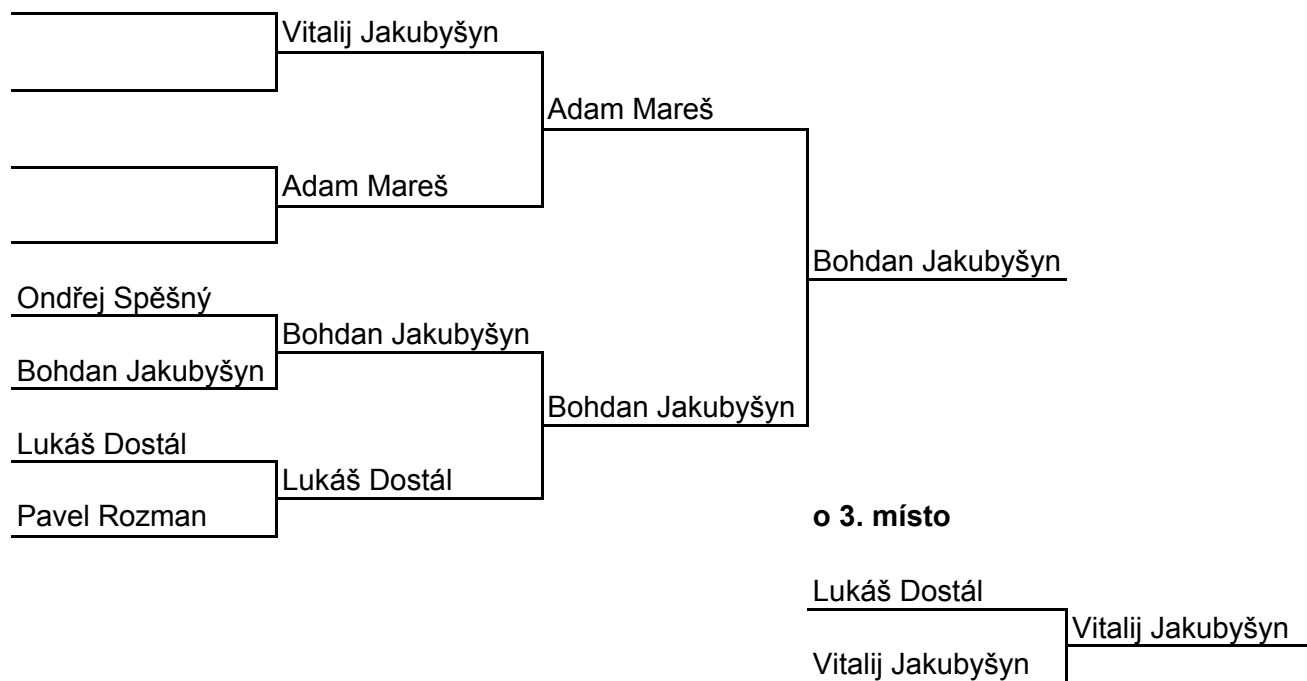 Vitalij Jakubyšyn
Adam Mareš
Adam Mareš
Bohdan Jakubyšyn
Ondřej Spěšný
Bohdan Jakubyšyn
Bohdan Jakubyšyn
Bohdan Jakubyšyn
Lukáš Dostál
Lukáš Dostál
Pavel Rozman
o 3. místo
Lukáš Dostál
Vitalij Jakubyšyn
Vitalij Jakubyšyn